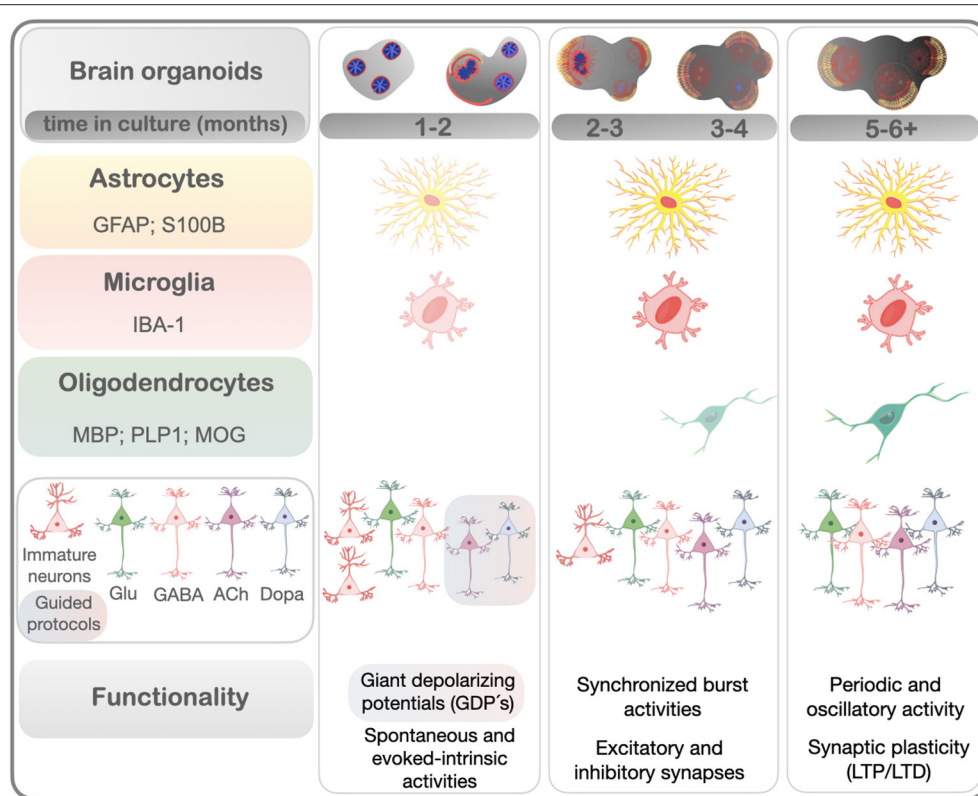 Brain organoids
time in culture (months)
1-2
2-3
3-4
5-6+
Astrocytes
GFAP; S100B
Microglia
IBA-1
Oligodendrocytes
MBP; PLP1; MOG
Immature
neurons
Glu
GABA
ACh
Dopa
Guided
protocols
Functionality
Giant depolarizing
potentials (GDP´s)
Spontaneous and
evoked-intrinsic
activities
Synchronized burst
activities
Excitatory and
inhibitory synapses
Periodic and
oscillatory activity
Synaptic plasticity
(LTP/LTD)